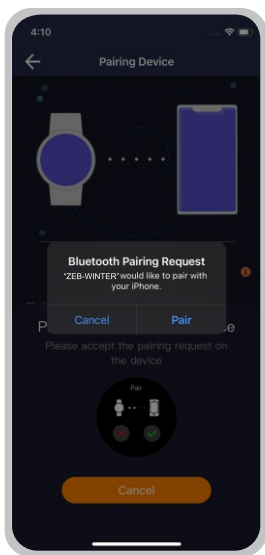 4:10
Pairing Device
Bluetooth Pairing Request
"ZEB-WINTER"would like to pair with
your iPhone.
Cancel
Pair
Please accept the pairing request on
the device
Pair
Cancel